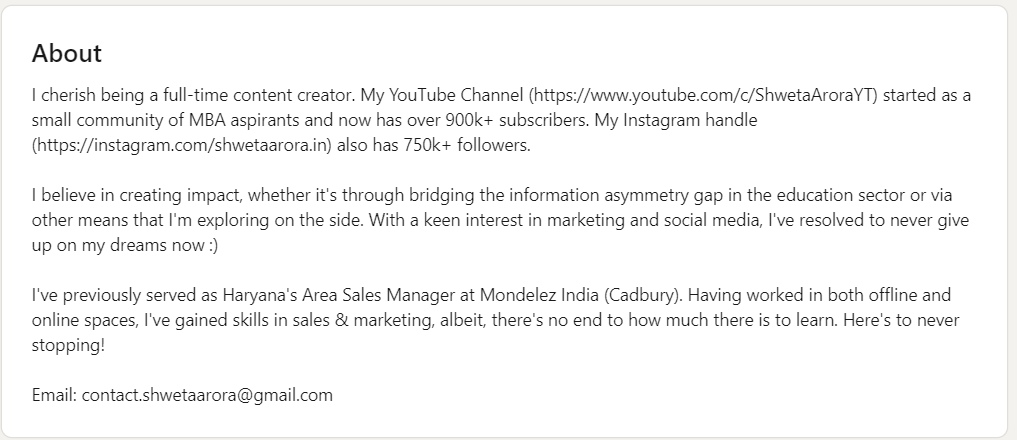 About
I cherish being a full-time content creator. My YouTube Channel (https://www.youtube.com/c/ShwetaAroraYT) started as a
small community of MBA aspirants and now has over 900k+ subscribers. My Instagram handle
(https://instagram.com/shwetaarora.in) also has 750k+ followers.
I believe in creating impact, whether it's through bridging the information asymmetry gap in the education sector or via
other means that I'm exploring on the side. With a keen interest in marketing and social media, I've resolved to never give
up on my dreams now :)
I've previously served as Haryana's Area Sales Manager at Mondelez India (Cadbury). Having worked in both offline and
online spaces, I've gained skills in sales & marketing, albeit, there's no end to how much there is to learn. Here's to never
stopping!
Email: contact.shwetaarora@gmail.com